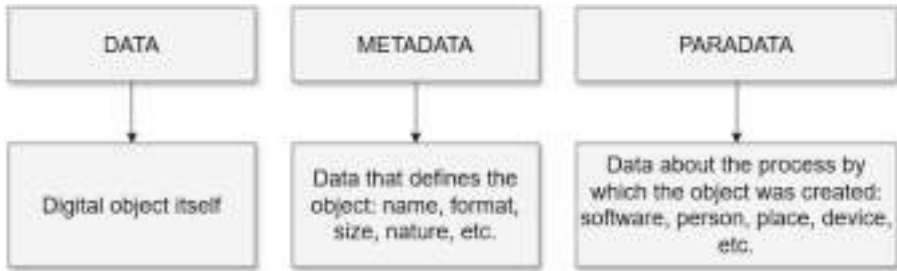 DATA
METADATA
PARADATA
Digital object itself
Data that defines the
object: name, format,
size, nature, etc.
Data about the process by
which the object was created:
software, person, place, device,
etc.